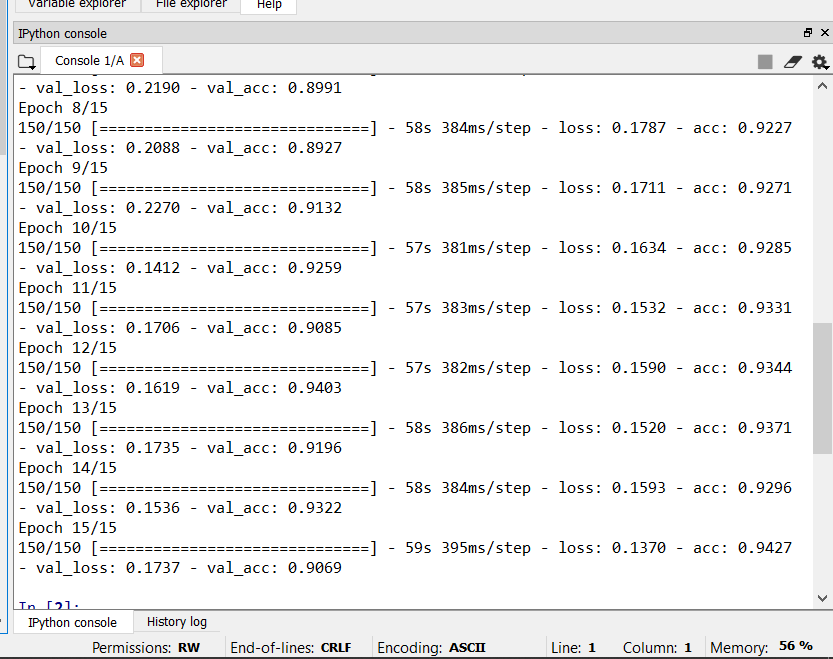 Variable explorer File explorer Help
IPython console
Console 1/A
- val_loss: 0.2190 - val_acc: 0.8991
Epoch 8/15
150/150 [==============================] - 58s 384ms/step - loss: 0.1787 - acc: 0.9227
- val_loss: 0.2088 - val_acc: 0.8927
Epoch 9/15
150/150 [==============================] - 58s 385ms/step - loss: 0.1711 - acc: 0.9271
- val_loss: 0.2270 - val_acc: 0.9132
Epoch 10/15
150/150 [==============================] - 57s 381ms/step - loss: 0.1634 - acc: 0.9285
- val_loss: 0.1412 - val_acc: 0.9259
Epoch 11/15
150/150 [==============================] - 57s 383ms/step - loss: 0.1532 - acc: 0.9331
- val_loss: 0.1706 - val_acc: 0.9085
Epoch 12/15
150/150 [==============================] - 57s 382ms/step - loss: 0.1590 - acc: 0.9344
- val_loss: 0.1619 - val_acc: 0.9403
Epoch 13/15
150/150 [==============================] - 58s 386ms/step - loss: 0.1520 - acc: 0.9371
- val_loss: 0.1735 - val_acc: 0.9196
Epoch 14/15
150/150 [==============================] - 58s 384ms/step - loss: 0.1593 - acc: 0.9296
- val_loss: 0.1536 - val_acc: 0.9322
Epoch 15/15
150/150 [==============================] - 59s 395ms/step - loss: 0.1370 - acc: 0.9427
- val_loss: 0.1737 - val_acc: 0.9069
In [2]:
IPython console History log
Permissions: RW End-of-lines: CRLF Encoding: ASCII Line: 1 Column: 1 Memory: 56 %